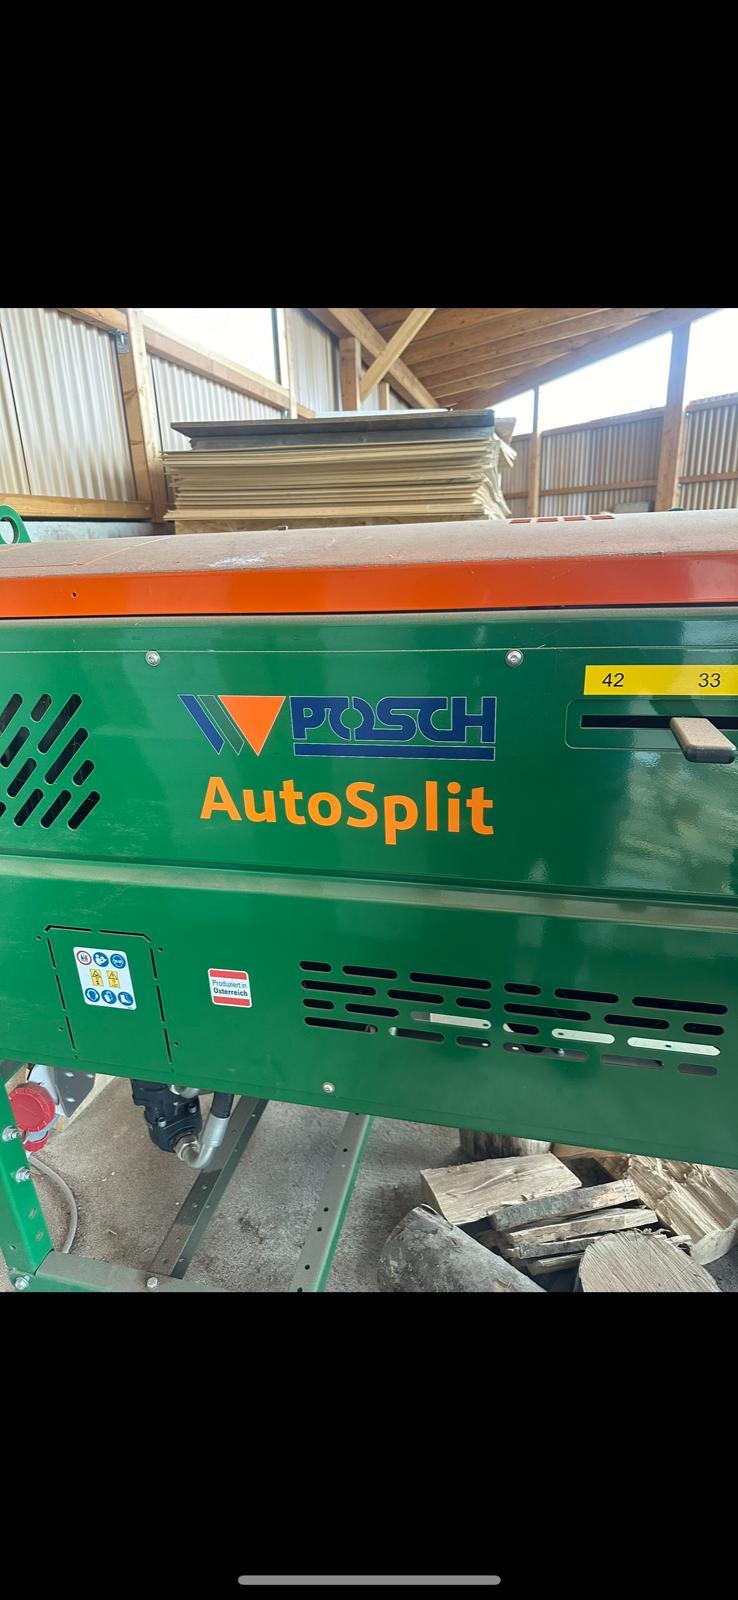 42 33
POSCH
AutoSplit
Produziert in
Österreich